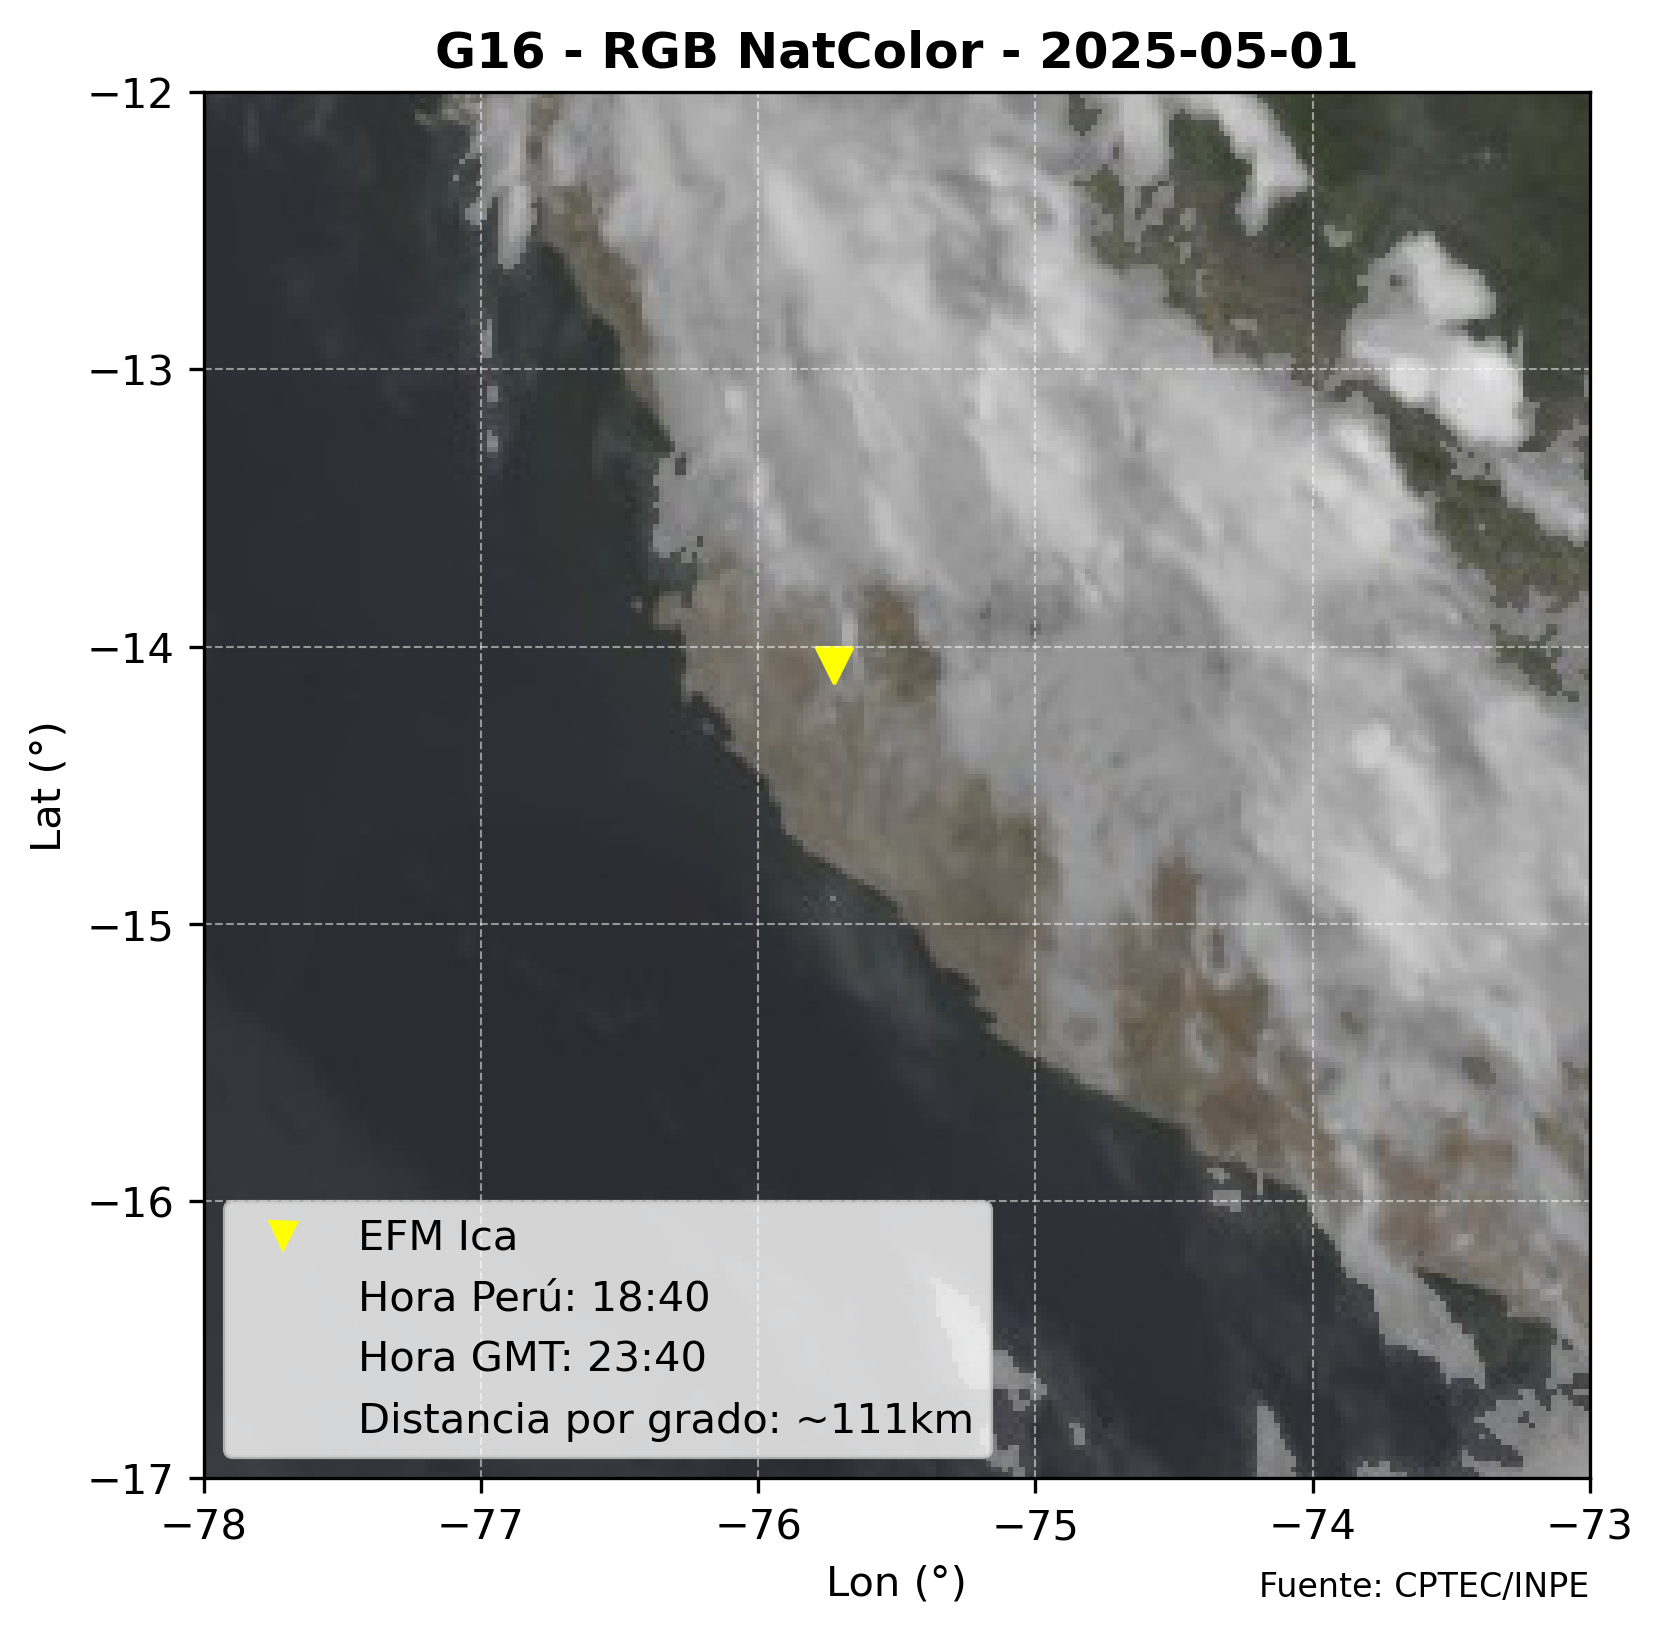 G16 - RGB NatColor - 2025-05-01
−12
−13
−14
−15
−16
−17
Lat (°)
EFM Ica
Hora Perú: 18:40
Hora GMT: 23:40
Distancia por grado: ~111km
−78 −77 −76 −75 −74 −73
Lon (°)
Fuente: CPTEC/INPE